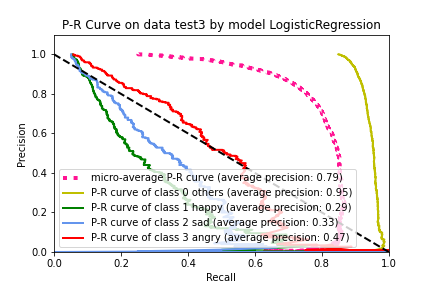 P-R Curve on data test3 by model LogisticRegression
1.0
0.8
0.6
0.4
0.2
0.0
Precision
micro-average P-R curve (average precision: 0.79)
P-R curve of class 0 others (average precision: 0.95)
P-R curve of class 1 happy (average precision: 0.29)
P-R curve of class 2 sad (average precision: 0.33)
P-R curve of class 3 angry (average precision: 0.47)
0.0 0.2 0.4 0.6 0.8 1.0
Recall